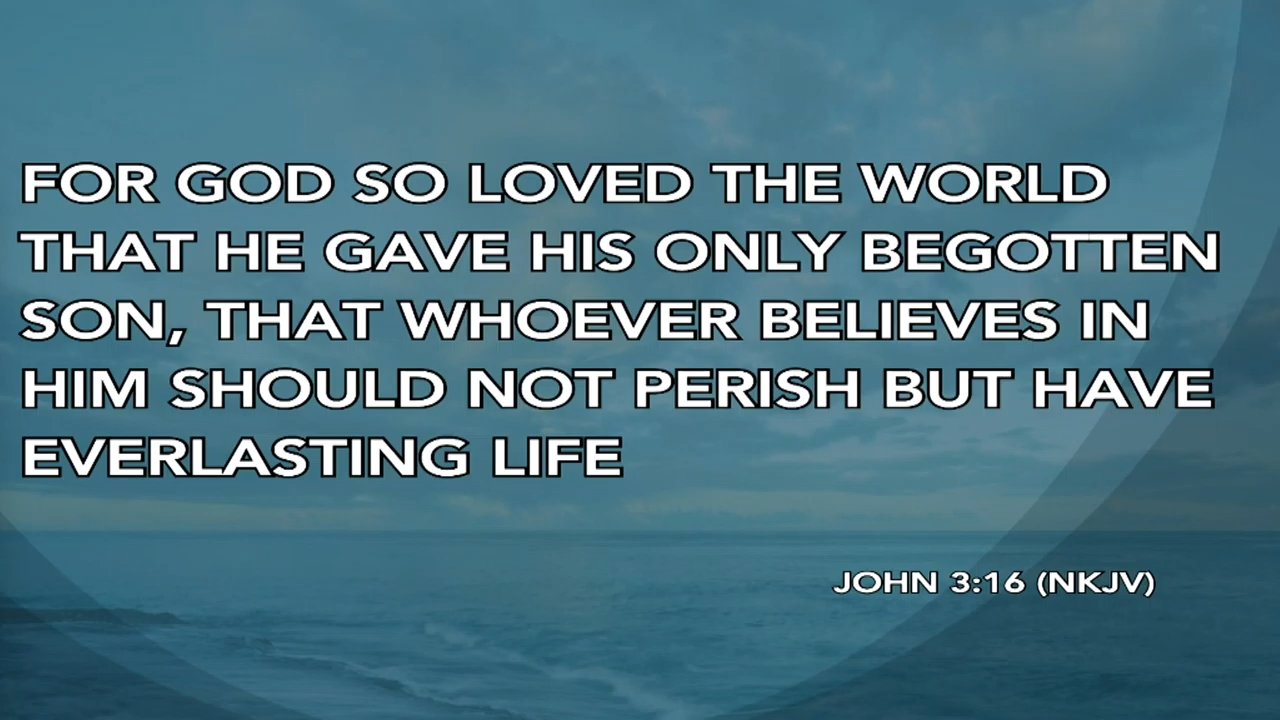 FOR GOD SO LOVED THE WORLD
THAT HE GAVE HIS ONLY BEGOTTEN
SON, THAT WHOEVER BELIEVES IN
HIM SHOULD NOT PERISH BUT HAVE
EVERLASTING LIFE
JOHN 3:16 (NKJV)